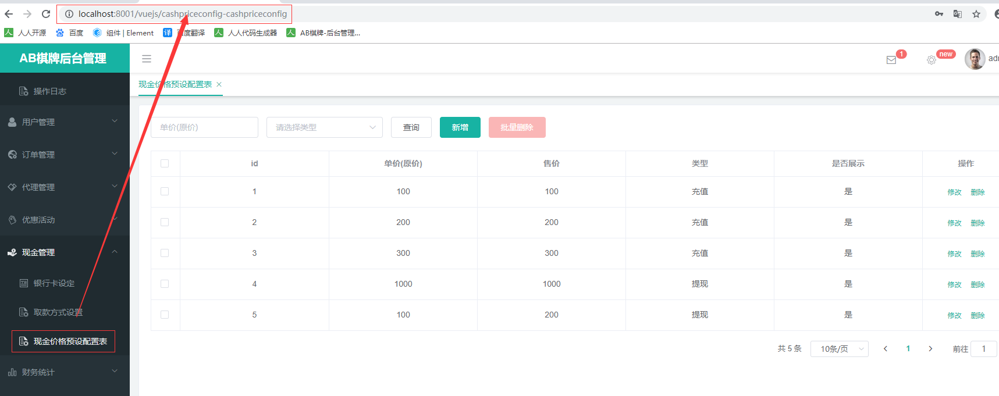 localhost:8001/vuejs/cashpriceconfig-cashpriceconfig
人人开源 百度 组件 | Element 百度翻译 人人代码生成器 AB棋牌-后台管理...
AB棋牌后台管理
1
new
操作日志
用户管理
订单管理
代理管理
优惠活动
现金管理
银行卡设定
取款方式设置
现金价格预设配置表
财务统计
现金价格预设配置表
单价(原价) 请选择类型 查询 新增 批量删除
id 单价(原价) 售价 类型 是否展示 操作
1 100 100 充值 是 修改 删除
2 200 200 充值 是 修改 删除
3 300 300 充值 是 修改 删除
4 1000 1000 提现 是 修改 删除
5 100 200 提现 是 修改 删除
共 5 条 10条/页 1 前往 1